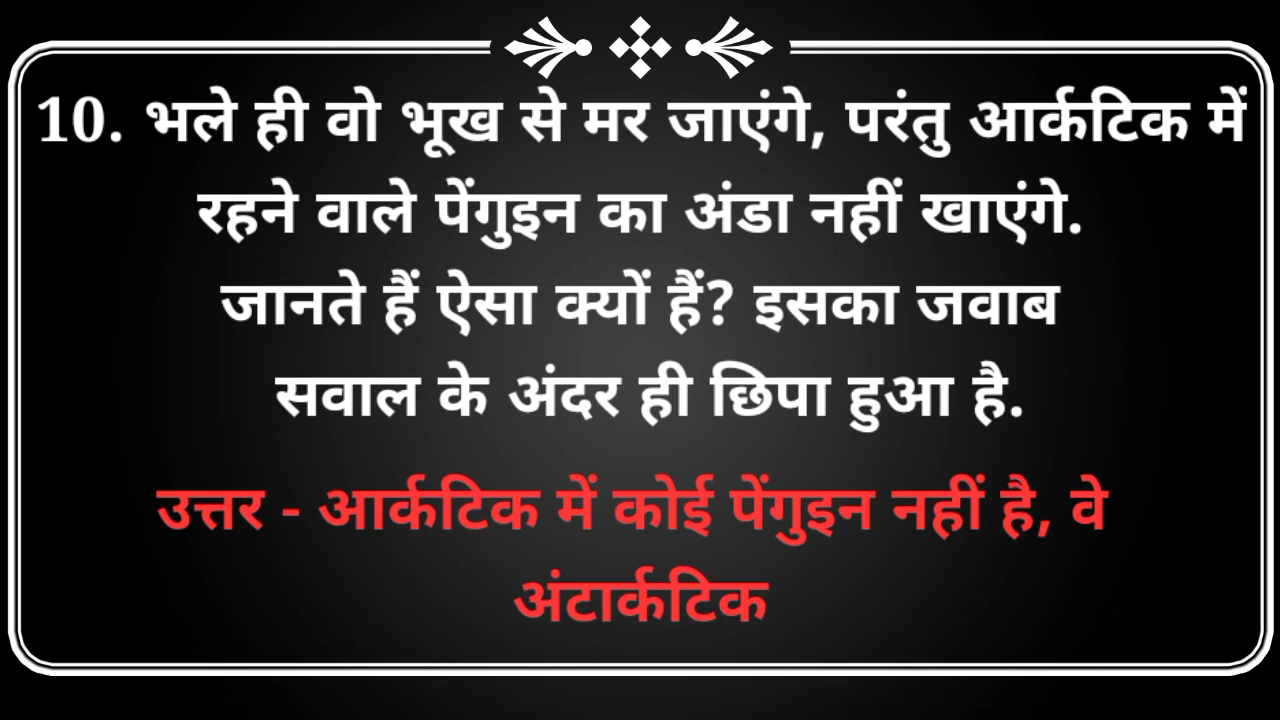 10. भले ही वो भूख से मर जाएंगे, परंतु आर्कटिक में
रहने वाले पेंगुइन का अंडा नहीं खाएंगे.
जानते हैं ऐसा क्यों हैं? इसका जवाब
सवाल के अंदर ही छिपा हुआ है.
उत्तर - आर्कटिक में कोई पेंगुइन नहीं है, वे
अंटार्कटिक